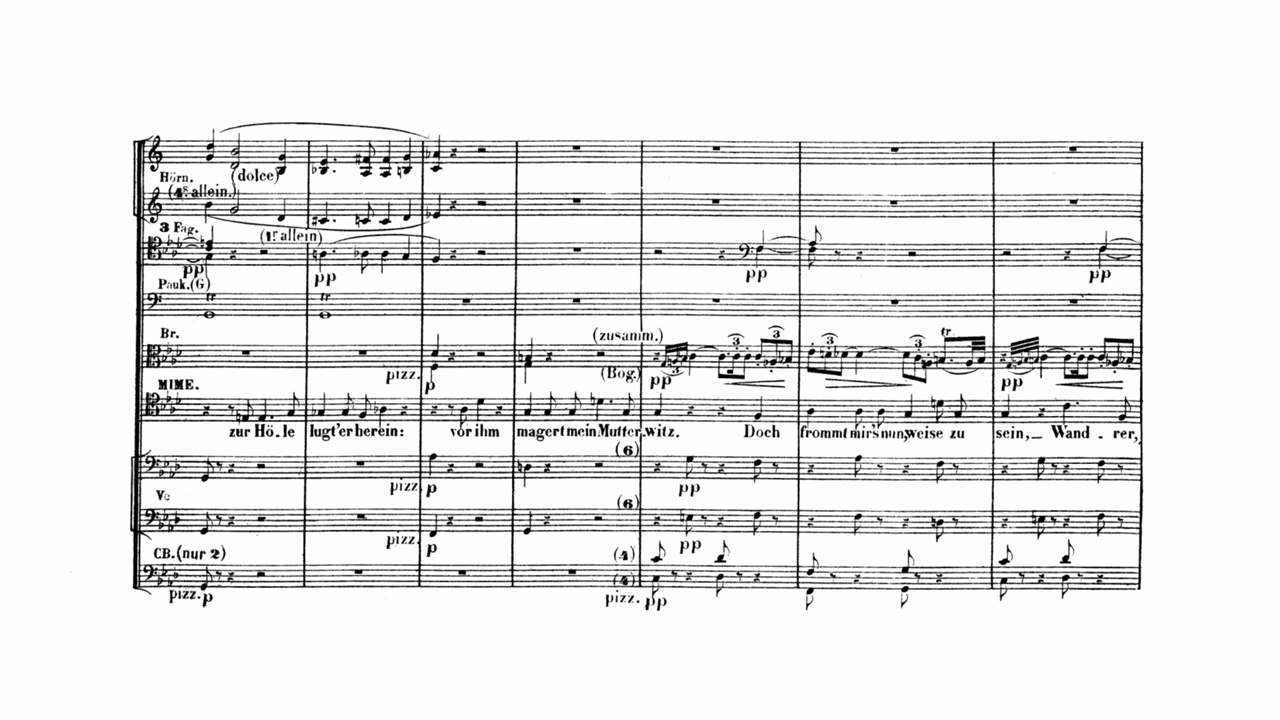 Hörn. (dolce)
(4s. allein.)
3 Fag. (1r. allein)
pp pp pp pp
Pauk.(G) tr tr
Br. (zusamm.) 3 3 3 3 tr
pizz. p (Bog.) 3 pp pp
MIME.
zur Hö.le lugt'er herein: vor ihm magert mein Mutter.witz. Doch frommt mir's nun, weise zu sein,_ Wand.rer,
(6)
pizz. p pp
Vc (6)
pizz. p pp
CB.(nur 2) (4)
(4)
pizz. p pizz. pp